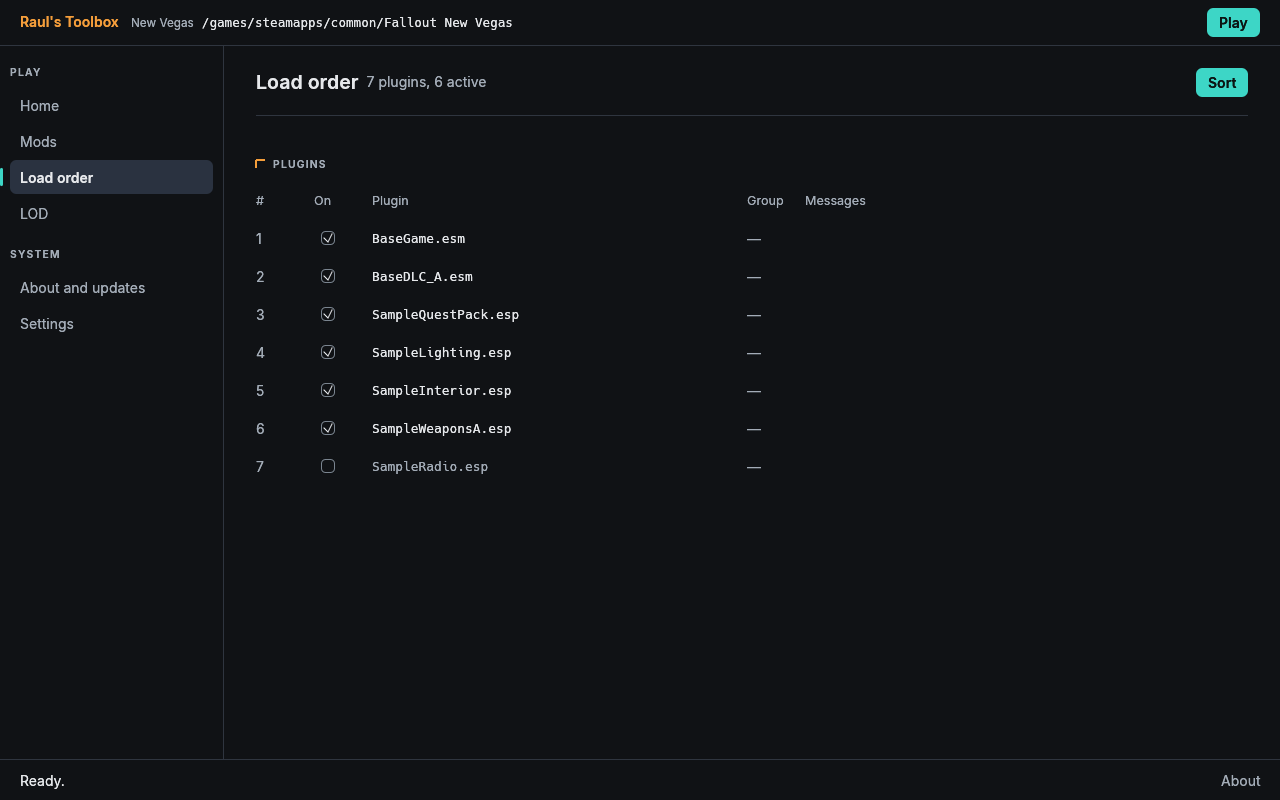 Raul's Toolbox New Vegas /games/steamapps/common/Fallout New Vegas Play
PLAY
Home
Mods
Load order
LOD
SYSTEM
About and updates
Settings
Load order 7 plugins, 6 active Sort
PLUGINS
# On Plugin Group Messages
1 BaseGame.esm —
2 BaseDLC_A.esm —
3 SampleQuestPack.esp —
4 SampleLighting.esp —
5 SampleInterior.esp —
6 SampleWeaponsA.esp —
7 SampleRadio.esp —
Ready. About